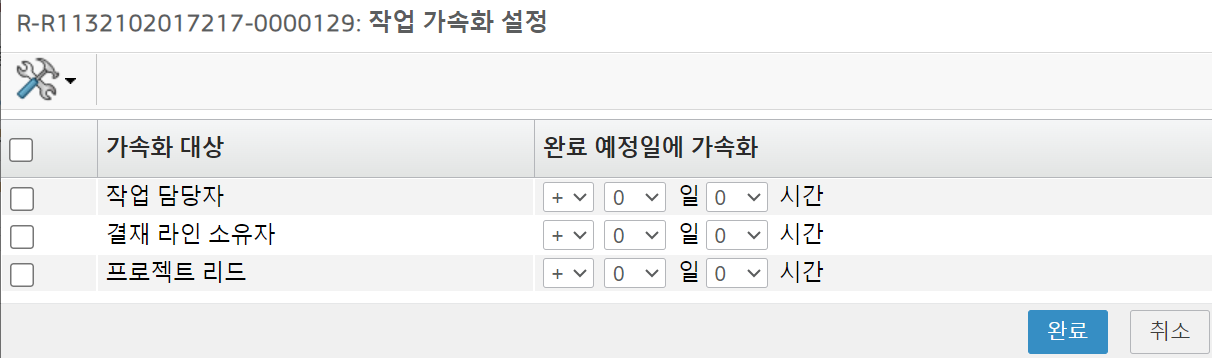 R-R1132102017217-0000129: 작업 가속화 설정
가속화 대상 완료 예정일에 가속화
작업 담당자 + 0 일 0 시간
결재 라인 소유자 + 0 일 0 시간
프로젝트 리드 + 0 일 0 시간
완료 취소